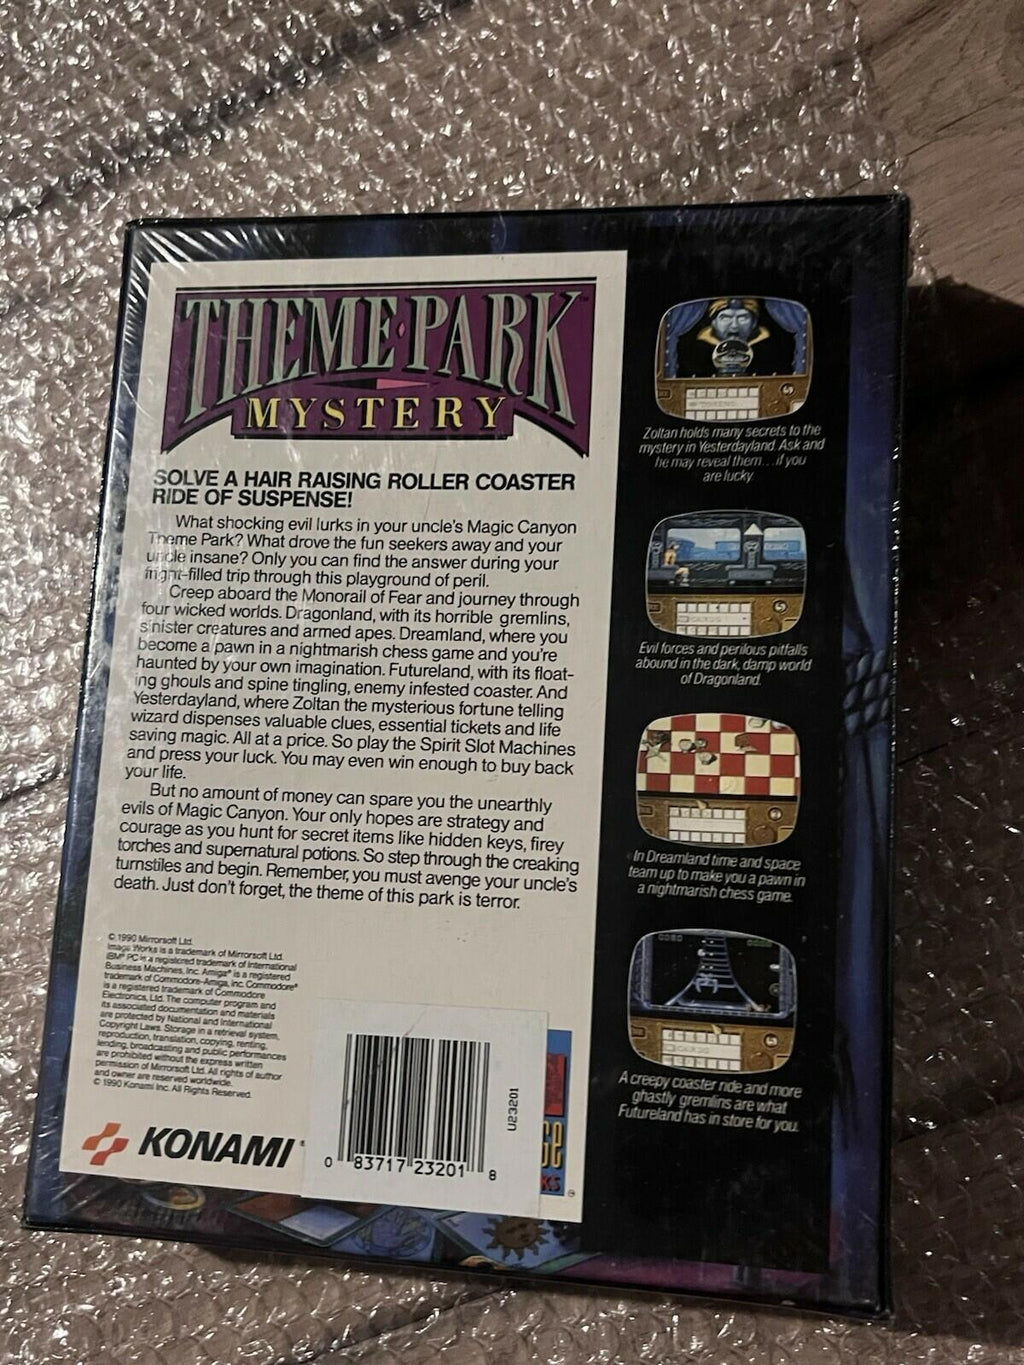 THEME·PARK™
MYSTERY
SOLVE A HAIR RAISING ROLLER COASTER
RIDE OF SUSPENSE!
What shocking evil lurks in your uncle's Magic Canyon
Theme Park? What drove the fun seekers away and your
uncle insane? Only you can find the answer during your
fright-filled trip through this playground of peril.
Creep aboard the Monorail of Fear and journey through
four wicked worlds. Dragonland, with its horrible gremlins,
sinister creatures and armed apes. Dreamland, where you
become a pawn in a nightmarish chess game and you're
haunted by your own imagination. Futureland, with its float-
ing ghouls and spine tingling, enemy infested coaster. And
Yesterdayland, where Zoltan the mysterious fortune telling
wizard dispenses valuable clues, essential tickets and life
saving magic. All at a price. So play the Spirit Slot Machines
and press your luck. You may even win enough to buy back
your life.
But no amount of money can spare you the unearthly
evils of Magic Canyon. Your only hopes are strategy and
courage as you hunt for secret items like hidden keys, firey
torches and supernatural potions. So step through the creaking
turnstiles and begin. Remember, you must avenge your uncle's
death. Just don't forget, the theme of this park is terror.
© 1990 Mirrorsoft Ltd.
Image Works is a trademark of Mirrorsoft Ltd.
IBM® PC is a registered trademark of International
Business Machines, Inc. Amiga® is a registered
trademark of Commodore-Amiga, Inc. Commodore®
is a registered trademark of Commodore
Electronics, Ltd. The computer program and
its associated documentation and materials
are protected by National and International
Copyright Laws. Storage in a retrieval system,
reproduction, translation, copying, renting,
lending, broadcasting and public performances
are prohibited without the express written
permission of Mirrorsoft Ltd. All rights of author
and owner are reserved worldwide.
© 1990 Konami Inc. All Rights Reserved.
KONAMI®
0 83717 23201 8
U23201
GE
KS
®
Zoltan holds many secrets to the
mystery in Yesterdayland. Ask and
he may reveal them...if you
are lucky.
Evil forces and perilous pitfalls
abound in the dark, damp world
of Dragonland.
In Dreamland time and space
team up to make you a pawn in
a nightmarish chess game.
A creepy coaster ride and more
ghastly gremlins are what
Futureland has in store for you.